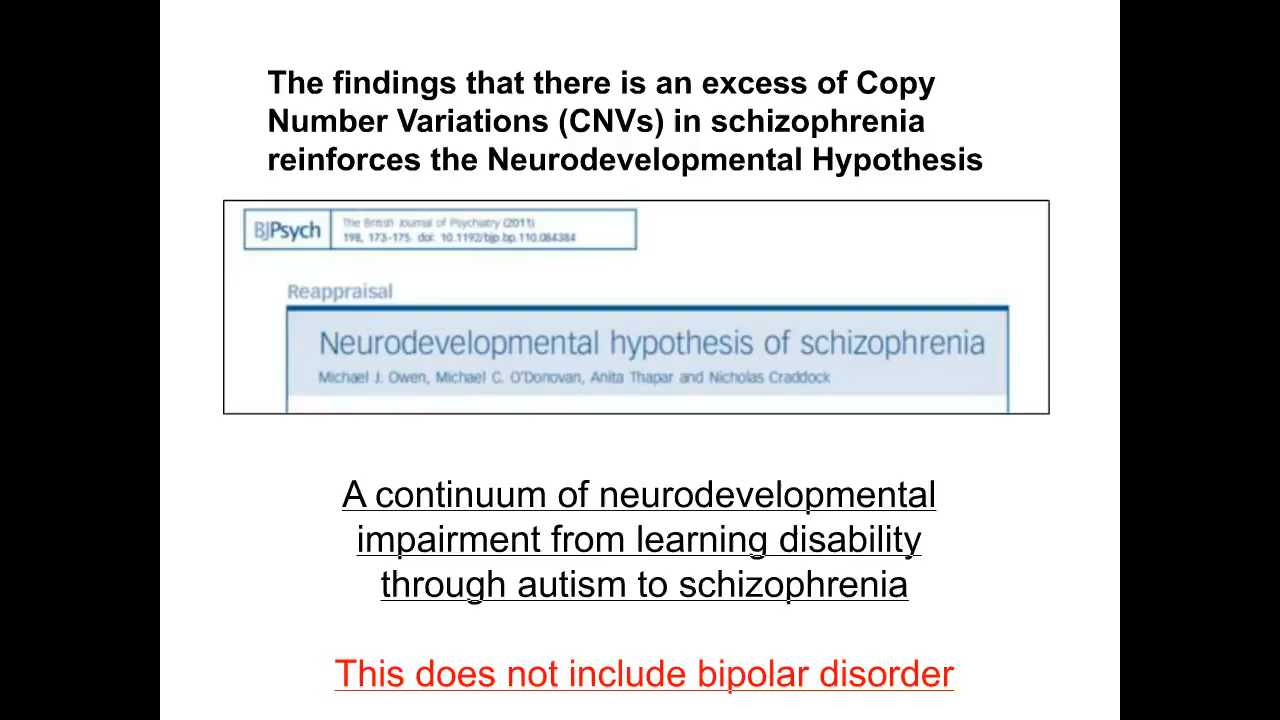 The findings that there is an excess of Copy
Number Variations (CNVs) in schizophrenia
reinforces the Neurodevelopmental Hypothesis
BJPsych
The British Journal of Psychiatry (2011)
198, 173–175. doi: 10.1192/bjp.bp.110.084384
Reappraisal
Neurodevelopmental hypothesis of schizophrenia
Michael J. Owen, Michael C. O'Donovan, Anita Thapar and Nicholas Craddock
A continuum of neurodevelopmental
impairment from learning disability
through autism to schizophrenia
This does not include bipolar disorder